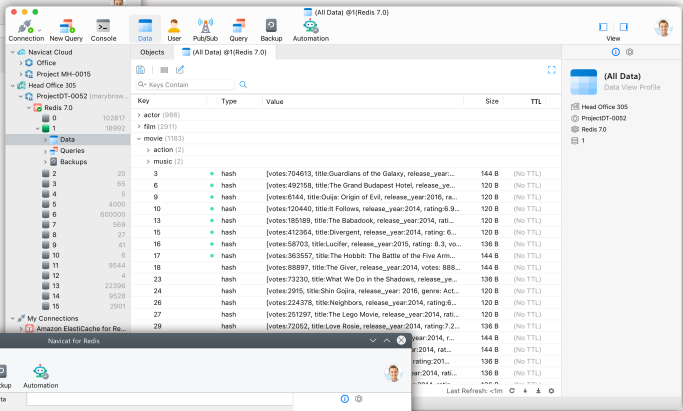 (All Data) @1(Redis 7.0)
Connection
New Query
Console
Data
User
Pub/Sub
Query
Backup
Automation
View
Navicat Cloud
Office
Project MH-0015
Head Office 305
ProjectDT-0052 (marybrow...
Redis 7.0
0 102817
1 18992
Data
Queries
Backups
2 20
3 65
4 5
5 4000
6 600000
7 569
8 27
9 41
10 6
11 9544
12 4
13 22396
14 9528
15 2901
My Connections
Amazon ElastiCache for Re...
Objects
(All Data) @1(Redis 7.0)
Keys Contain
Key Type Value Size TTL
actor (986)
film (2911)
movie (1183)
action (2)
music (2)
3 hash [votes:704613, title:Guardians of the Galaxy, release_year:... 144 B (No TTL)
6 hash [votes:492158, title:The Grand Budapest Hotel, release_ye... 120 B (No TTL)
9 hash [votes:6144, title:Ouija: Origin of Evil, release_year:2016, ... 120 B (No TTL)
10 hash [votes:120440, title:It Follows, release_year:2014, rating:6.9... 120 B (No TTL)
13 hash [votes:185189, title:The Babadook, release_year:2014, rati... 120 B (No TTL)
15 hash [votes:412364, title:Divergent, release_year:2014, rating:6... 120 B (No TTL)
16 hash [votes:58703, title:Lucifer, release_year:2015, rating: 8.3, vo... 136 B (No TTL)
17 hash [votes:363557, title:The Hobbit: The Battle of the Five Arm... 144 B (No TTL)
18 hash [votes:88897, title:The Giver, release_year:2014, votes: 888... 144 B (No TTL)
23 hash [votes:73230, title:What We Do in the Shadows, release_ye... 136 B (No TTL)
24 hash [votes:2915, title:Shin Gojira, release_year: 2016, genre: Act... 120 B (No TTL)
26 hash [votes:224378, title:Neighbors, release_year:2014, rating:6... 120 B (No TTL)
27 hash [votes:251297, title:The Lego Movie, release_year:2014, rati... 120 B (No TTL)
29 hash [votes:72052, title:Love Rosie, release_year:2014, rating:7.2... 136 B (No TTL)
144 B (No TTL)
144 B (No TTL)
136 B (No TTL)
136 B (No TTL)
Last Refresh: <1m
(All Data)
Data View Profile
Head Office 305
ProjectDT-0052
Redis 7.0
1
Navicat for Redis
Automation